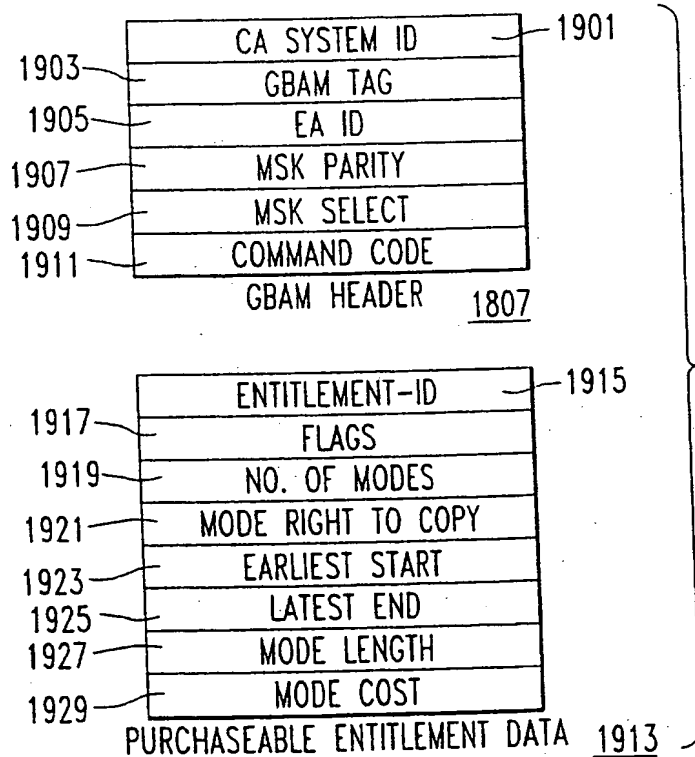 CA SYSTEM ID 1901
1903 GBAM TAG
1905 EA ID
1907 MSK PARITY
1909 MSK SELECT
1911 COMMAND CODE
GBAM HEADER 1807
ENTITLEMENT-ID 1915
1917 FLAGS
1919 NO. OF MODES
1921 MODE RIGHT TO COPY
1923 EARLIEST START
1925 LATEST END
1927 MODE LENGTH
1929 MODE COST
PURCHASEABLE ENTITLEMENT DATA 1913